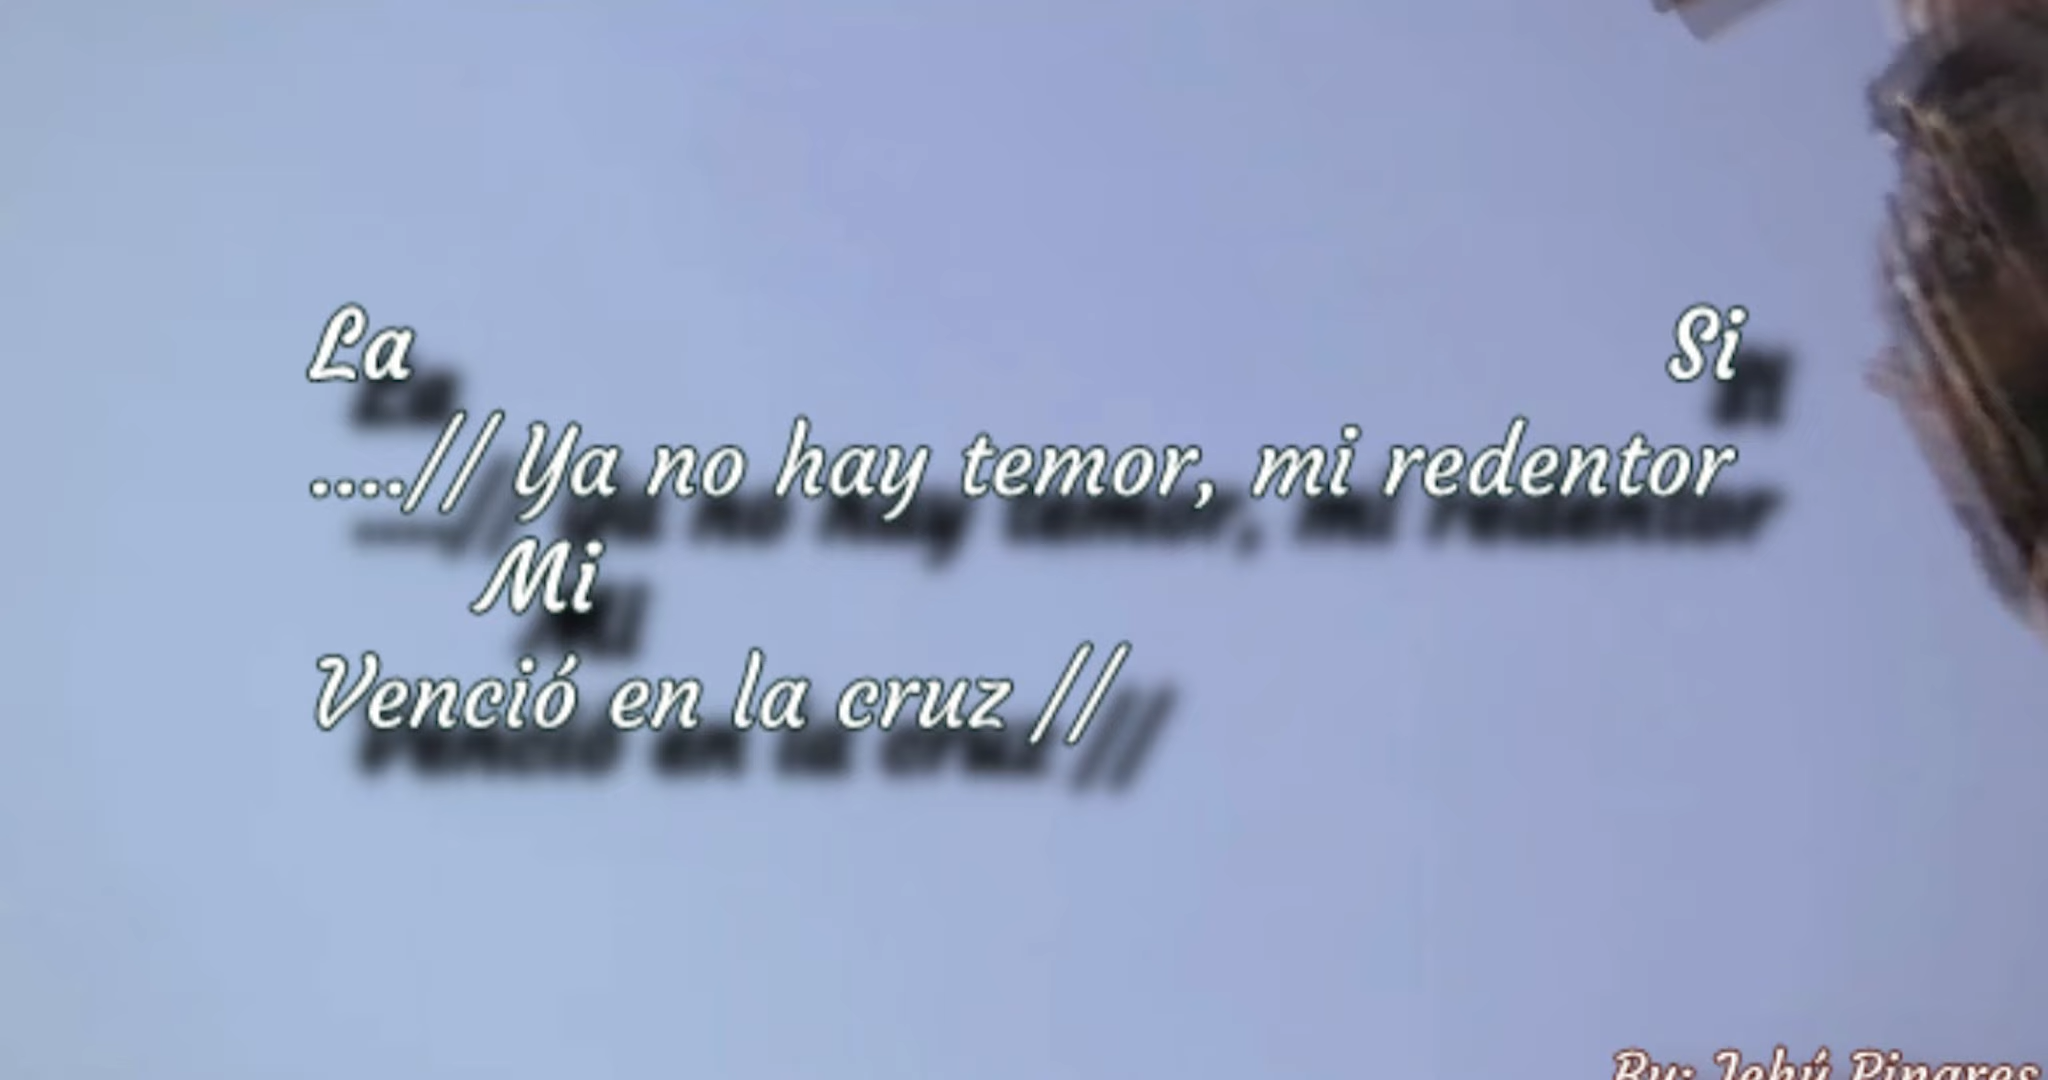 La Si
....// Ya no hay temor, mi redentor
Mi
Venció en la cruz //
By: Jehú Pinares